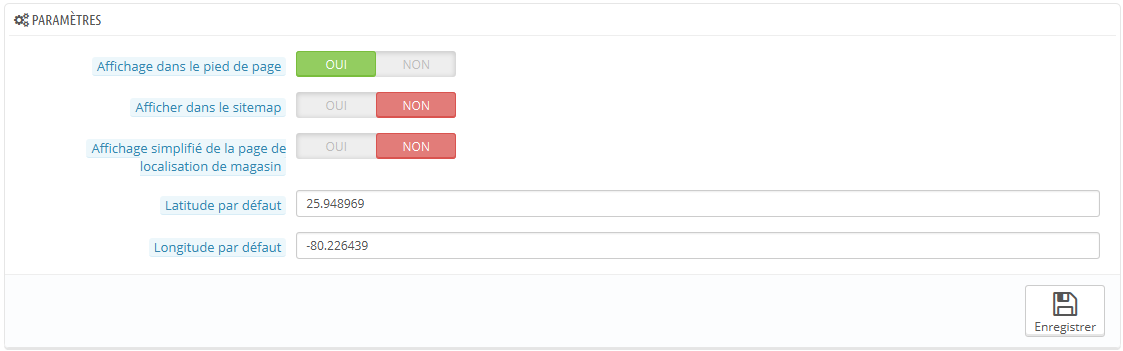 PARAMÈTRES
Affichage dans le pied de page OUI NON
Afficher dans le sitemap OUI NON
Affichage simplifié de la page de
localisation de magasin OUI NON
Latitude par défaut 25.948969
Longitude par défaut -80.226439
Enregistrer